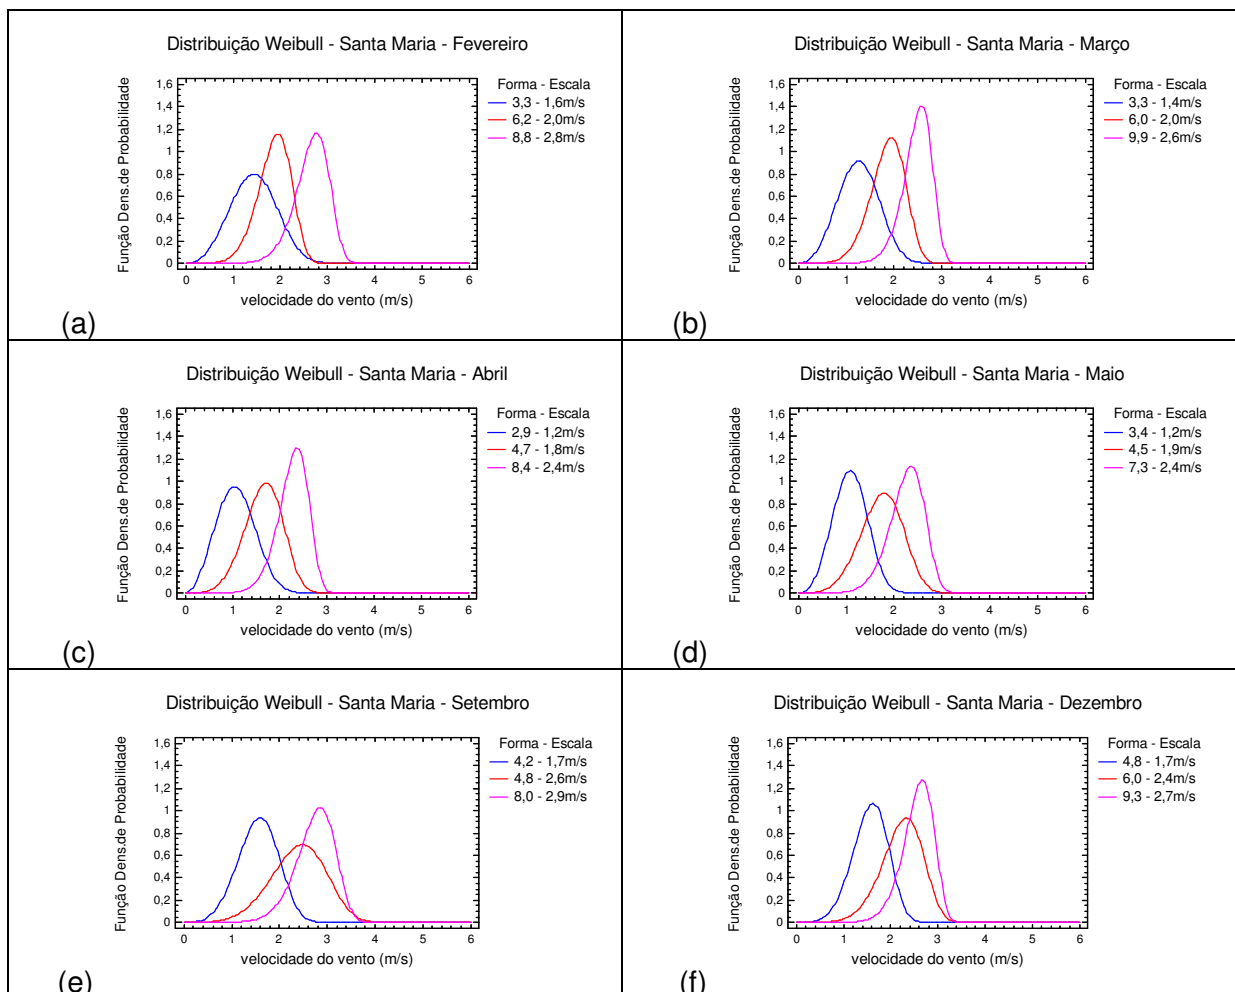 Distribuição Weibull - Santa Maria - Fevereiro
Função Dens.de Probabilidade
1,6
1,4
1,2
1
0,8
0,6
0,4
0,2
0
0 1 2 3 4 5 6
velocidade do vento (m/s)
Forma - Escala
3,3 - 1,6m/s
6,2 - 2,0m/s
8,8 - 2,8m/s
(a)
Distribuição Weibull - Santa Maria - Março
Função Dens.de Probabilidade
1,6
1,4
1,2
1
0,8
0,6
0,4
0,2
0
0 1 2 3 4 5 6
velocidade do vento (m/s)
Forma - Escala
3,3 - 1,4m/s
6,0 - 2,0m/s
9,9 - 2,6m/s
(b)
Distribuição Weibull - Santa Maria - Abril
Função Dens.de Probabilidade
1,6
1,4
1,2
1
0,8
0,6
0,4
0,2
0
0 1 2 3 4 5 6
velocidade do vento (m/s)
Forma - Escala
2,9 - 1,2m/s
4,7 - 1,8m/s
8,4 - 2,4m/s
(c)
Distribuição Weibull - Santa Maria - Maio
Função Dens.de Probabilidade
1,6
1,4
1,2
1
0,8
0,6
0,4
0,2
0
0 1 2 3 4 5 6
velocidade do vento (m/s)
Forma - Escala
3,4 - 1,2m/s
4,5 - 1,9m/s
7,3 - 2,4m/s
(d)
Distribuição Weibull - Santa Maria - Setembro
Função Dens.de Probabilidade
1,6
1,4
1,2
1
0,8
0,6
0,4
0,2
0
0 1 2 3 4 5 6
velocidade do vento (m/s)
Forma - Escala
4,2 - 1,7m/s
4,8 - 2,6m/s
8,0 - 2,9m/s
(e)
Distribuição Weibull - Santa Maria - Dezembro
Função Dens.de Probabilidade
1,6
1,4
1,2
1
0,8
0,6
0,4
0,2
0
0 1 2 3 4 5 6
velocidade do vento (m/s)
Forma - Escala
4,8 - 1,7m/s
6,0 - 2,4m/s
9,3 - 2,7m/s
(f)